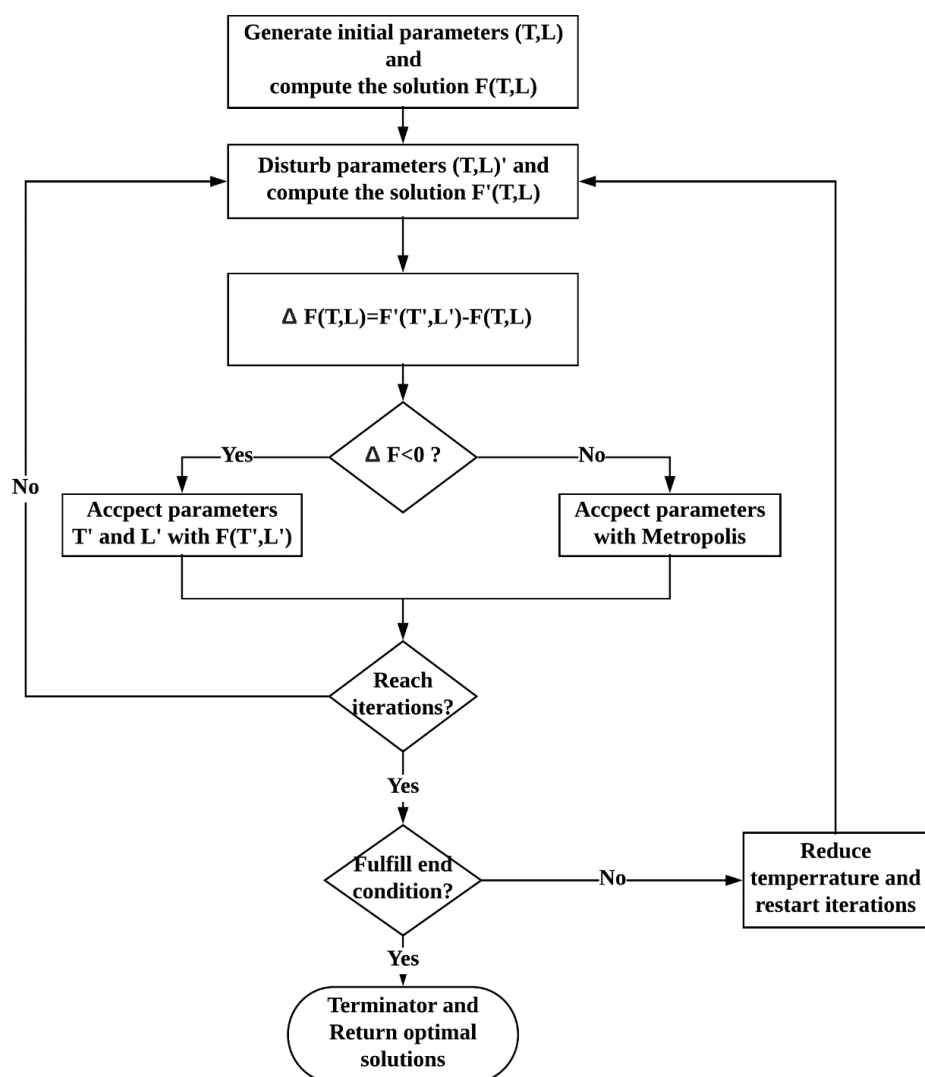 Generate initial parameters (T,L)
and
compute the solution F(T,L)
Disturb parameters (T,L)' and
compute the solution F'(T,L)
Δ F(T,L)=F'(T',L')-F(T,L)
Δ F<0 ?
Yes
No
No
Accpect parameters
T' and L' with F(T',L')
Accpect parameters
with Metropolis
Reach
iterations?
Yes
Fulfill end
condition?
No
Reduce
temperrature and
restart iterations
Yes
Terminator and
Return optimal
solutions